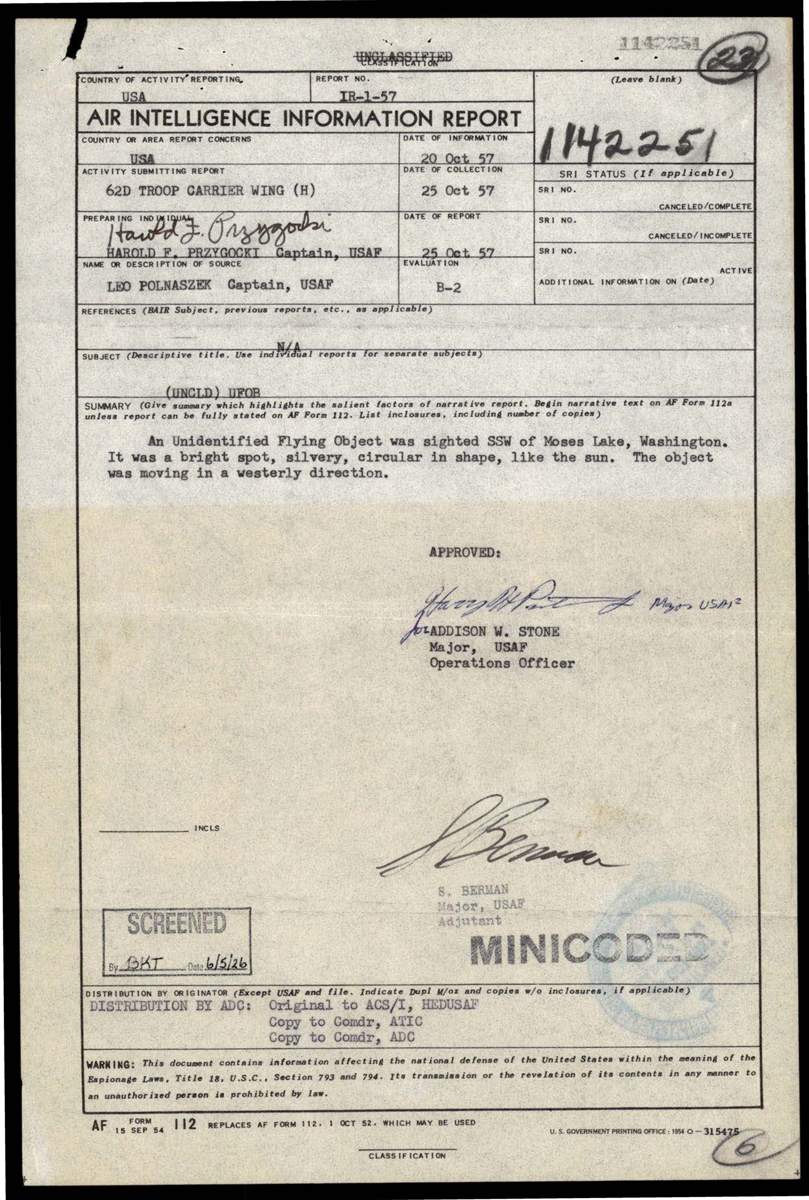 UNCLASSIFIED
CLASSIFICATION
1142251
23
COUNTRY OF ACTIVITY REPORTING
USA
REPORT NO.
IR-1-57
(Leave blank)
AIR INTELLIGENCE INFORMATION REPORT
1142251
COUNTRY OR AREA REPORT CONCERNS
USA
DATE OF INFORMATION
20 Oct 57
ACTIVITY SUBMITTING REPORT
62D TROOP CARRIER WING (H)
DATE OF COLLECTION
25 Oct 57
SRI STATUS (If applicable)
SRI NO.
CANCELED/COMPLETE
PREPARING INDIVIDUAL
Harold F. Przygocki
HAROLD F. PRZYGOCKI Captain, USAF
DATE OF REPORT
25 Oct 57
SRI NO.
CANCELED/INCOMPLETE
NAME OR DESCRIPTION OF SOURCE
LEO POLNASZEK Captain, USAF
EVALUATION
B-2
SRI NO.
ACTIVE
ADDITIONAL INFORMATION ON (Date)
REFERENCES (BAIR Subject, previous reports, etc., as applicable)
N/A
SUBJECT (Descriptive title. Use individual reports for separate subjects)
(UNCLD) UFOB
SUMMARY (Give summary which highlights the salient factors of narrative report. Begin narrative text on AF Form 112a
unless report can be fully stated on AF Form 112. List inclosures, including number of copies)
An Unidentified Flying Object was sighted SSW of Moses Lake, Washington.
It was a bright spot, silvery, circular in shape, like the sun. The object
was moving in a westerly direction.
APPROVED:
Major USAF
for ADDISON W. STONE
Major, USAF
Operations Officer
INCLS
S Berman
S. BERMAN
Major, USAF
Adjutant
SCREENED
By BKT Date 6/5/26
MINICODED
DISTRIBUTION BY ORIGINATOR (Except USAF and file. Indicate Dupl M/oz and copies w/o inclosures, if applicable)
DISTRIBUTION BY ADC: Original to ACS/I, HEDUSAF
Copy to Comdr, ATIC
Copy to Comdr, ADC
WARNING: This document contains information affecting the national defense of the United States within the meaning of the
Espionage Laws, Title 18, U.S.C., Section 793 and 794. Its transmission or the revelation of its contents in any manner to
an unauthorized person is prohibited by law.
AF FORM 15 SEP 54 112 REPLACES AF FORM 112, 1 OCT 52, WHICH MAY BE USED
U. S. GOVERNMENT PRINTING OFFICE : 1954 O—315475
6
CLASSIFICATION